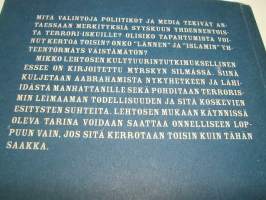 MITÄ VALINTOJA POLIITIKOT JA MEDIA TEKIVÄT AN-
TAESSAAN MERKITYKSIÄ SYYSKUUN YHDENNENTOIS-
TA TERRORI-ISKUILLE? OLISIKO TAPAHTUMISTA VOI-
NUT KERTOA TOISIN? ONKO "LÄNNEN" JA "ISLAMIN" YH-
TEENTÖRMÄYS VÄISTÄMÄTÖN?
MIKKO LEHTOSEN KULTTUURINTUTKIMUKSELLINEN
ESSEE ON KIRJOITETTU MYRSKYN SILMÄSSÄ. SIINÄ
KULJETAAN AABRAHAMISTA NYKYHETKEEN JA LÄHI-
IDÄSTÄ MANHATTANILLE SEKÄ POHDITAAN TERRORIS-
MIN LEIMAAMAN TODELLISUUDEN JA SITÄ KOSKEVIEN
ESITYSTEN SUHTEITA. LEHTOSEN MUKAAN KÄYNNISSÄ
OLEVA TARINA VOIDAAN SAATTAA ONNELLISEEN LOP-
PUUN VAIN, JOS SITÄ KERROTAAN TOISIN KUIN TÄHÄN
SAAKKA.